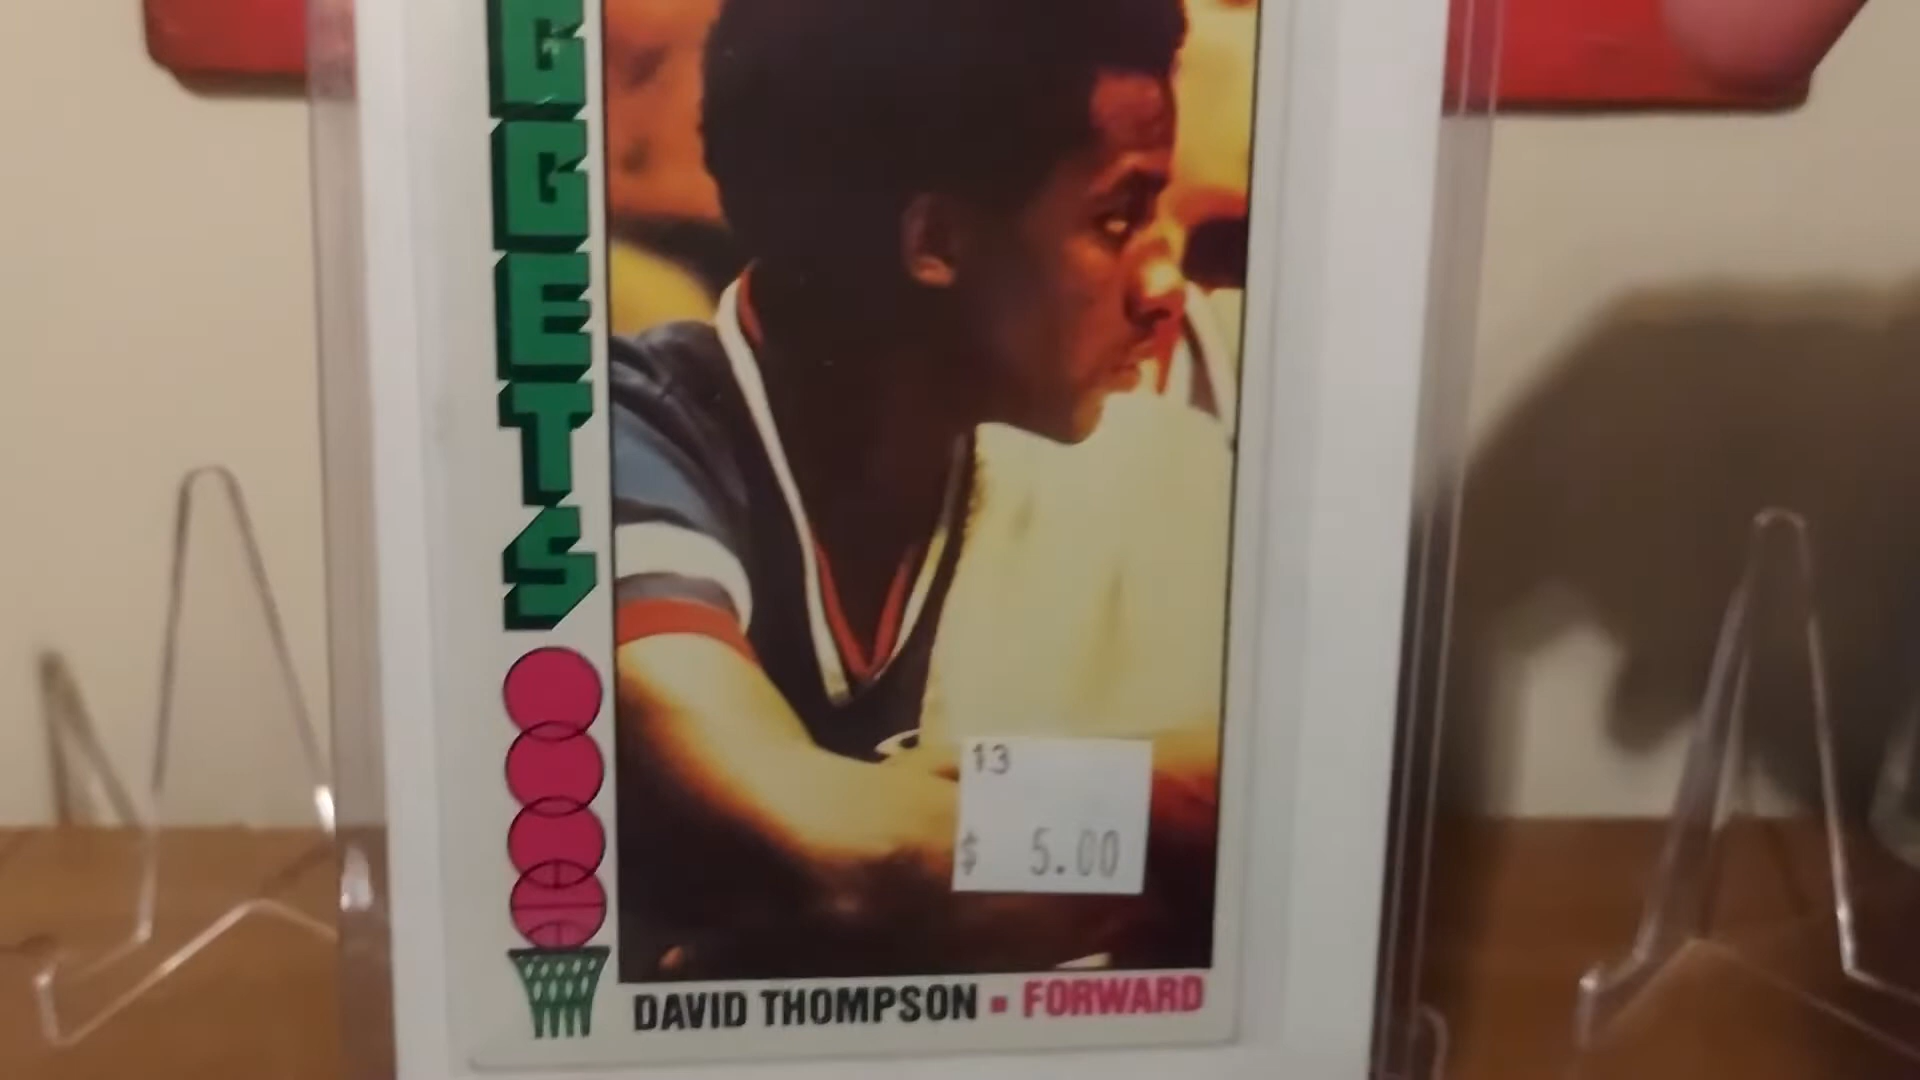 GGETS
13
$ 5.00
DAVID THOMPSON ▪ FORWARD